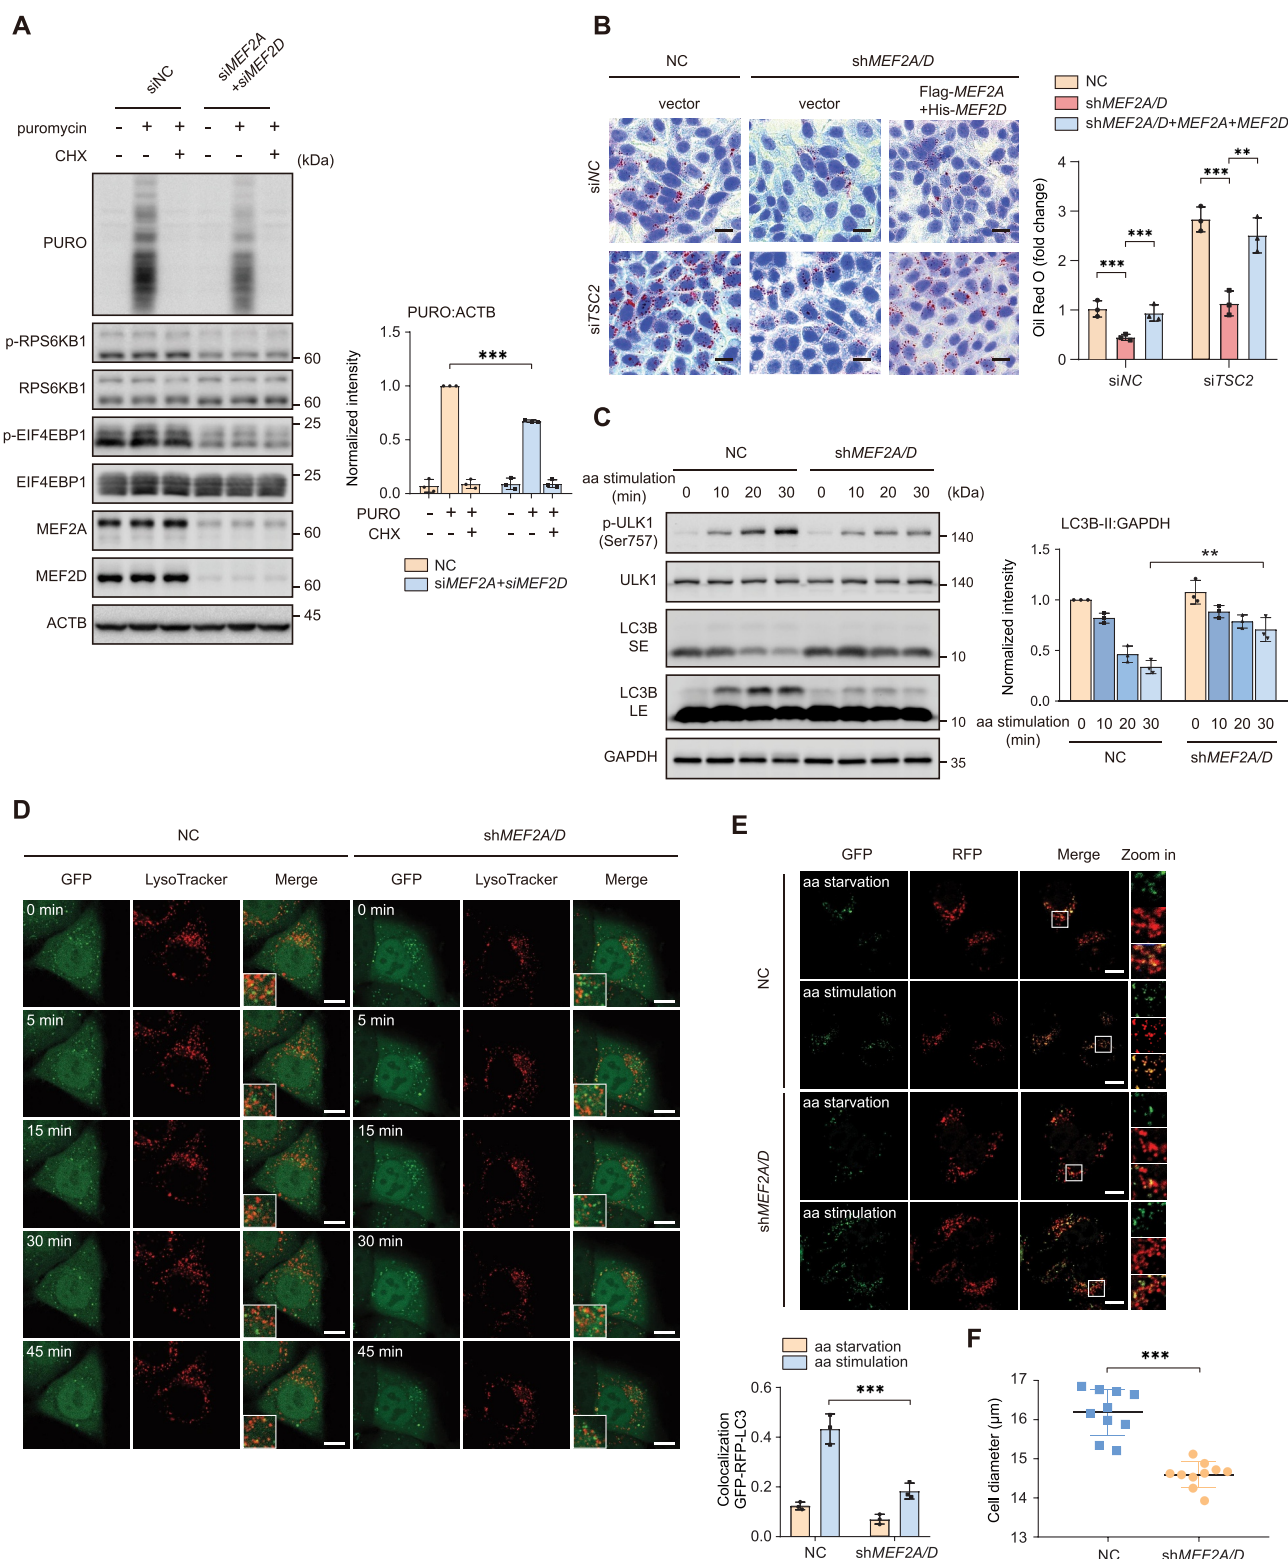 A
siNC
siMEF2A
+siMEF2D
puromycin - + + - + +
CHX - - + - - + (kDa)
PURO
p-RPS6KB1
60
RPS6KB1
60
p-EIF4EBP1
25
EIF4EBP1
25
MEF2A
60
MEF2D
60
ACTB
45
PURO:ACTB
Normalized intensity
1.5
1.0
0.5
0.0
***
PURO - + + - + +
CHX - - + - - +
NC
siMEF2A+siMEF2D
B
NC
shMEF2A/D
vector
vector
Flag-MEF2A
+His-MEF2D
siNC
siTSC2
NC
shMEF2A/D
shMEF2A/D+MEF2A+MEF2D
Oil Red O (fold change)
4
3
2
1
0
***
***
***
**
siNC
siTSC2
C
NC
shMEF2A/D
aa stimulation
(min)
0 10 20 30 0 10 20 30 (kDa)
p-ULK1
(Ser757)
140
ULK1
140
LC3B
SE
10
LC3B
LE
10
GAPDH
35
LC3B-II:GAPDH
Normalized intensity
1.5
1.0
0.5
0.0
**
aa stimulation
(min)
0 10 20 30 0 10 20 30
NC
shMEF2A/D
D
NC
shMEF2A/D
GFP LysoTracker Merge GFP LysoTracker Merge
0 min 0 min
5 min 5 min
15 min 15 min
30 min 30 min
45 min 45 min
E
GFP RFP Merge Zoom in
NC
aa starvation
aa stimulation
shMEF2A/D
aa starvation
aa stimulation
aa starvation
aa stimulation
Colocalization
GFP-RFP-LC3
0.6
0.4
0.2
0.0
***
NC
shMEF2A/D
F
Cell diameter (μm)
17
16
15
14
13
***
NC
shMEF2A/D